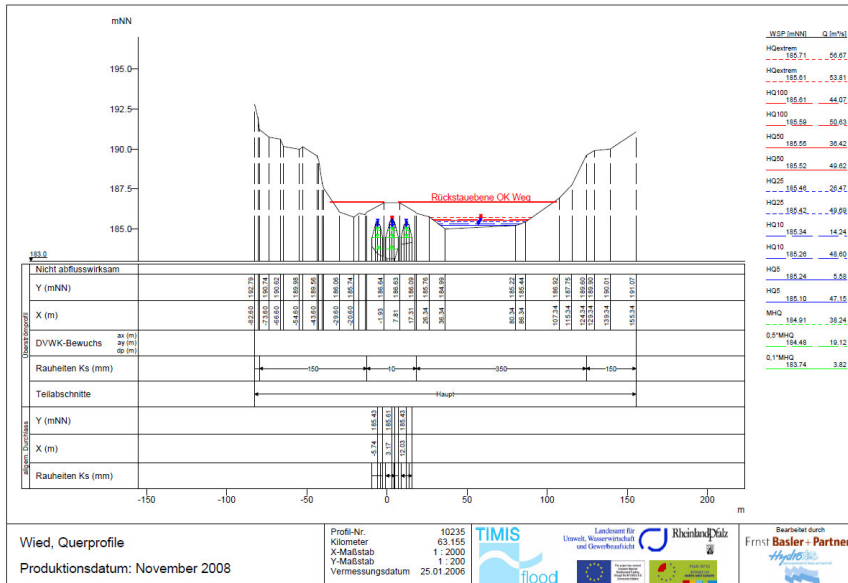 mNN
195.0
192.5
190.0
187.5
185.0
183.0
Rückstauebene OK Weg
WSP [mNN] Q [m³/s]
HQextrem
185.71 56.67
HQextrem
185.61 53.81
HQ100
185.61 44.07
HQ100
185.59 50.63
HQ50
185.56 36.42
HQ50
185.52 49.62
HQ25
185.46 26.47
HQ25
185.42 49.69
HQ10
185.34 14.24
HQ10
185.26 48.60
HQ5
185.24 5.58
HQ5
185.10 47.15
MHQ
184.91 38.24
0,5*MHQ
184.48 19.12
0,1*MHQ
183.74 3.82
Überströmprofil
Nicht abflusswirksam
Y (mNN) 192.79 190.74 190.62 189.98 189.56 186.06 185.74 186.64 186.63 186.09 185.76 184.99 185.22 185.44 186.92 187.75 189.60 189.90 190.01 191.07
X (m) -82.60 -73.60 -66.60 -54.60 -43.60 -29.60 -20.60 -1.93 7.81 17.31 26.34 36.34 80.34 86.34 107.34 115.34 124.34 129.34 139.34 155.34
DVWK-Bewuchs ax (m)
ay (m)
dp (m)
Rauheiten Ks (mm) 150 10 350 150
Teilabschnitte Haupt
allgem. Durchlass
Y (mNN) 185.43 185.61 185.43
X (m) -5.74 3.17 12.03
Rauheiten Ks (mm)
-150 -100 -50 0 50 100 150 200
m
Wied, Querprofile
Produktionsdatum: November 2008
Profil-Nr. 10235
Kilometer 63.155
X-Maßstab 1 : 2000
Y-Maßstab 1 : 200
Vermessungsdatum 25.01.2006
TIMIS
flood
Landesamt für
Umwelt, Wasserwirtschaft
und Gewerbeaufsicht
RheinlandPfalz
Bearbeitet durch
Ernst Basler + Partner